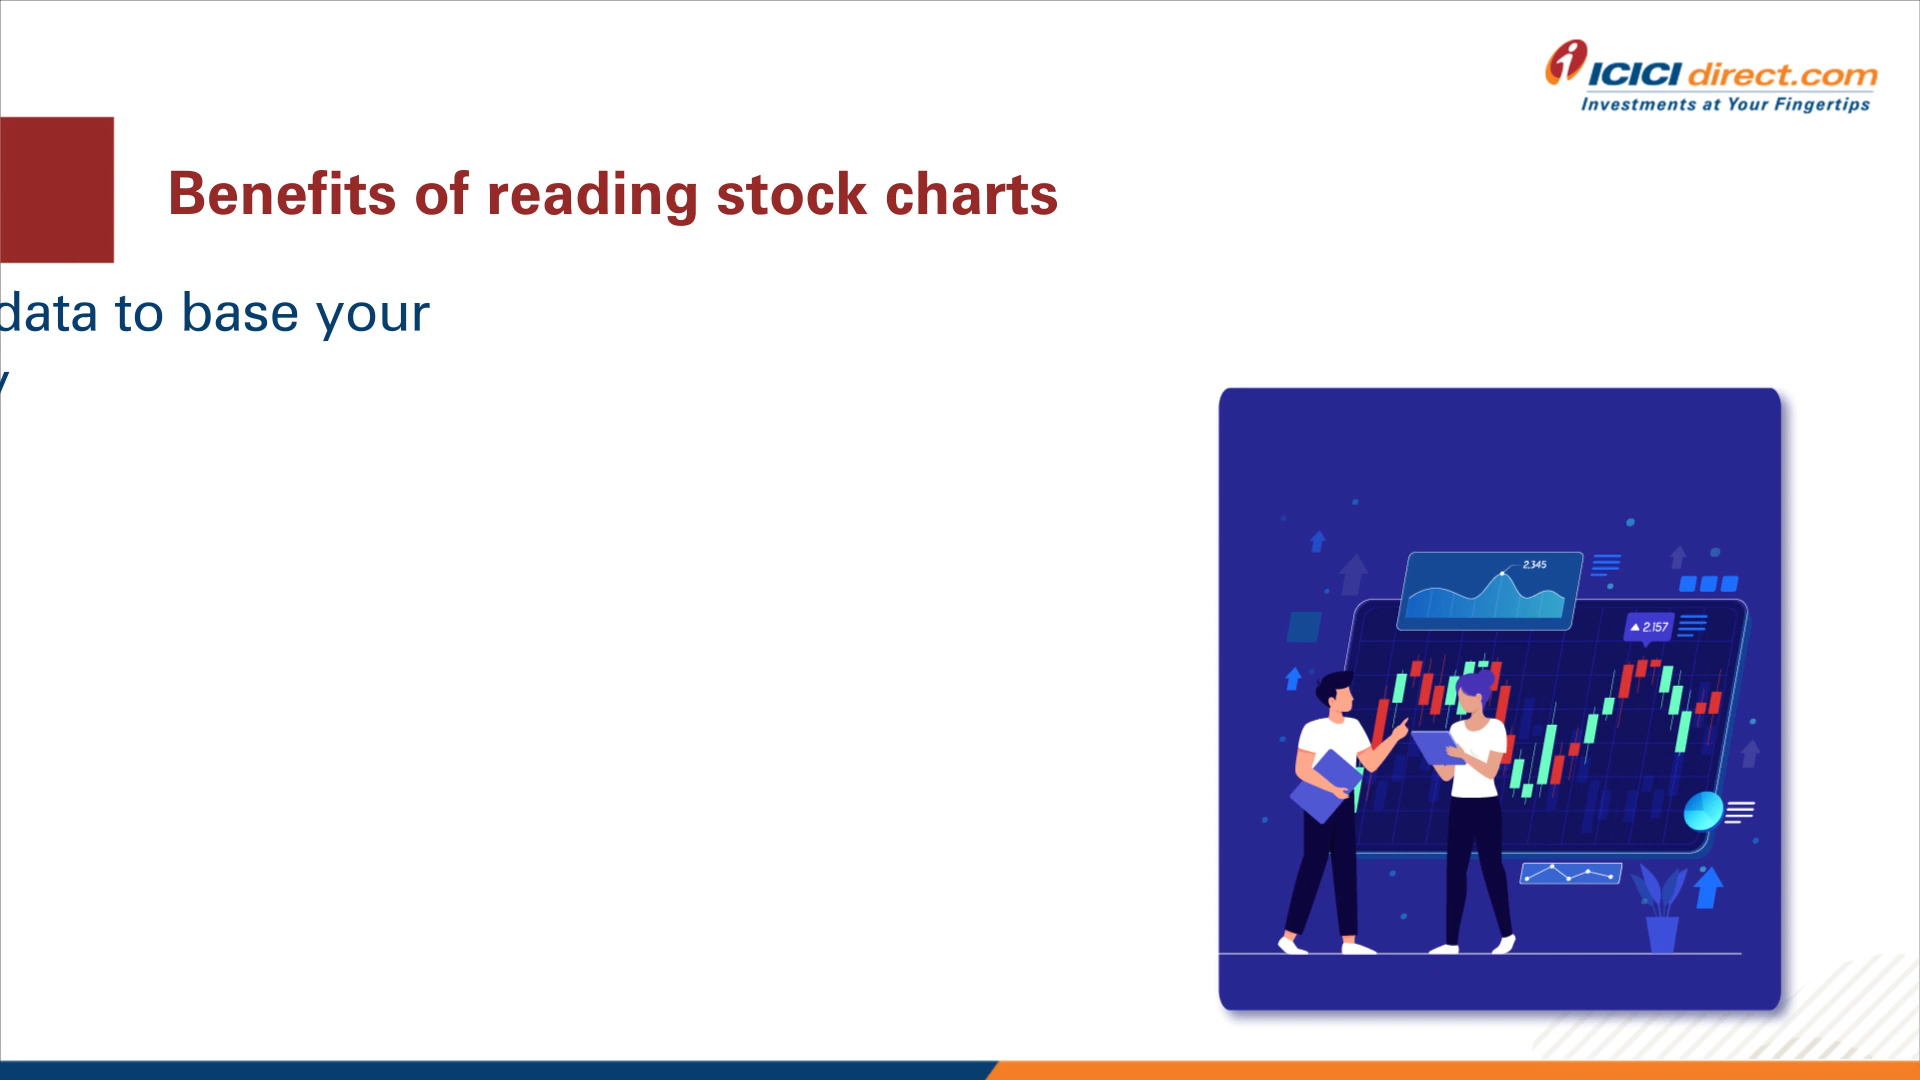 ICICI direct.com
Investments at Your Fingertips
Benefits of reading stock charts
data to base your
y
2,345
2.157